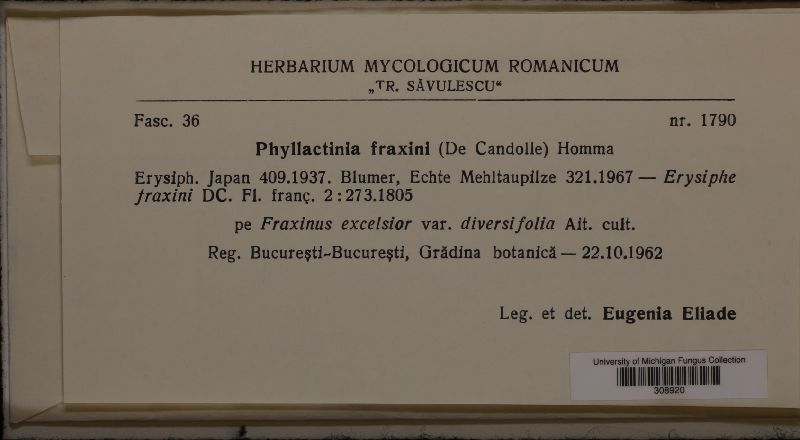 HERBARIUM MYCOLOGICUM ROMANICUM
„TR. SĂVULESCU“
Fasc. 36 nr. 1790
Phyllactinia fraxini (De Candolle) Homma
Erysiph. Japan 409.1937. Blumer, Echte Mehltaupilze 321.1967 — Erysiphe
fraxini DC. Fl. franç. 2:273.1805
pe Fraxinus excelsior var. diversifolia Ait. cult.
Reg. București-București, Grădina botanică — 22.10.1962
Leg. et det. Eugenia Eliade
University of Michigan Fungus Collection
308920